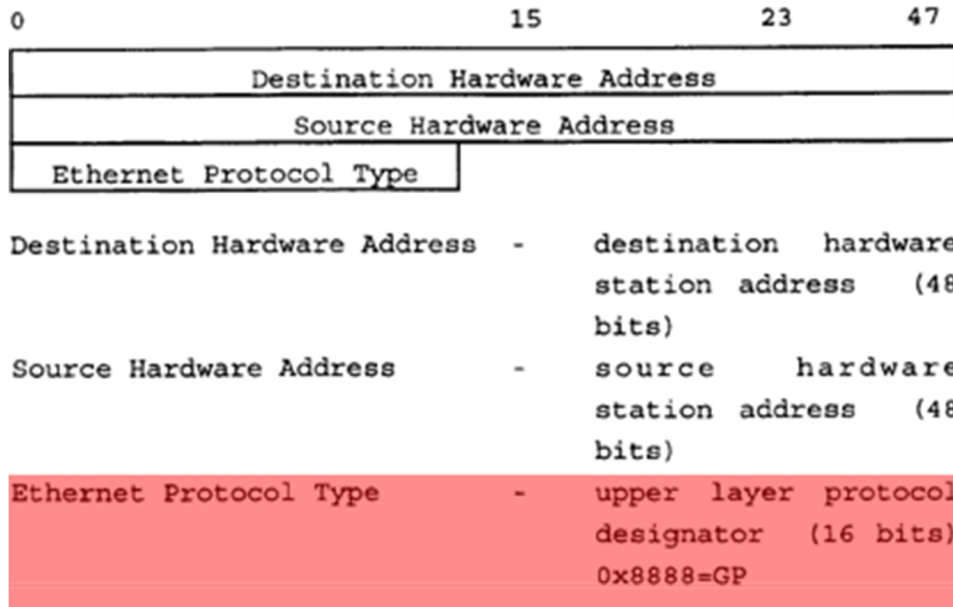 0 15 23 47
Destination Hardware Address
Source Hardware Address
Ethernet Protocol Type
Destination Hardware Address - destination hardware
station address (48
bits)
Source Hardware Address - source hardware
station address (48
bits)
Ethernet Protocol Type - upper layer protocol
designator (16 bits)
0x8888=GP